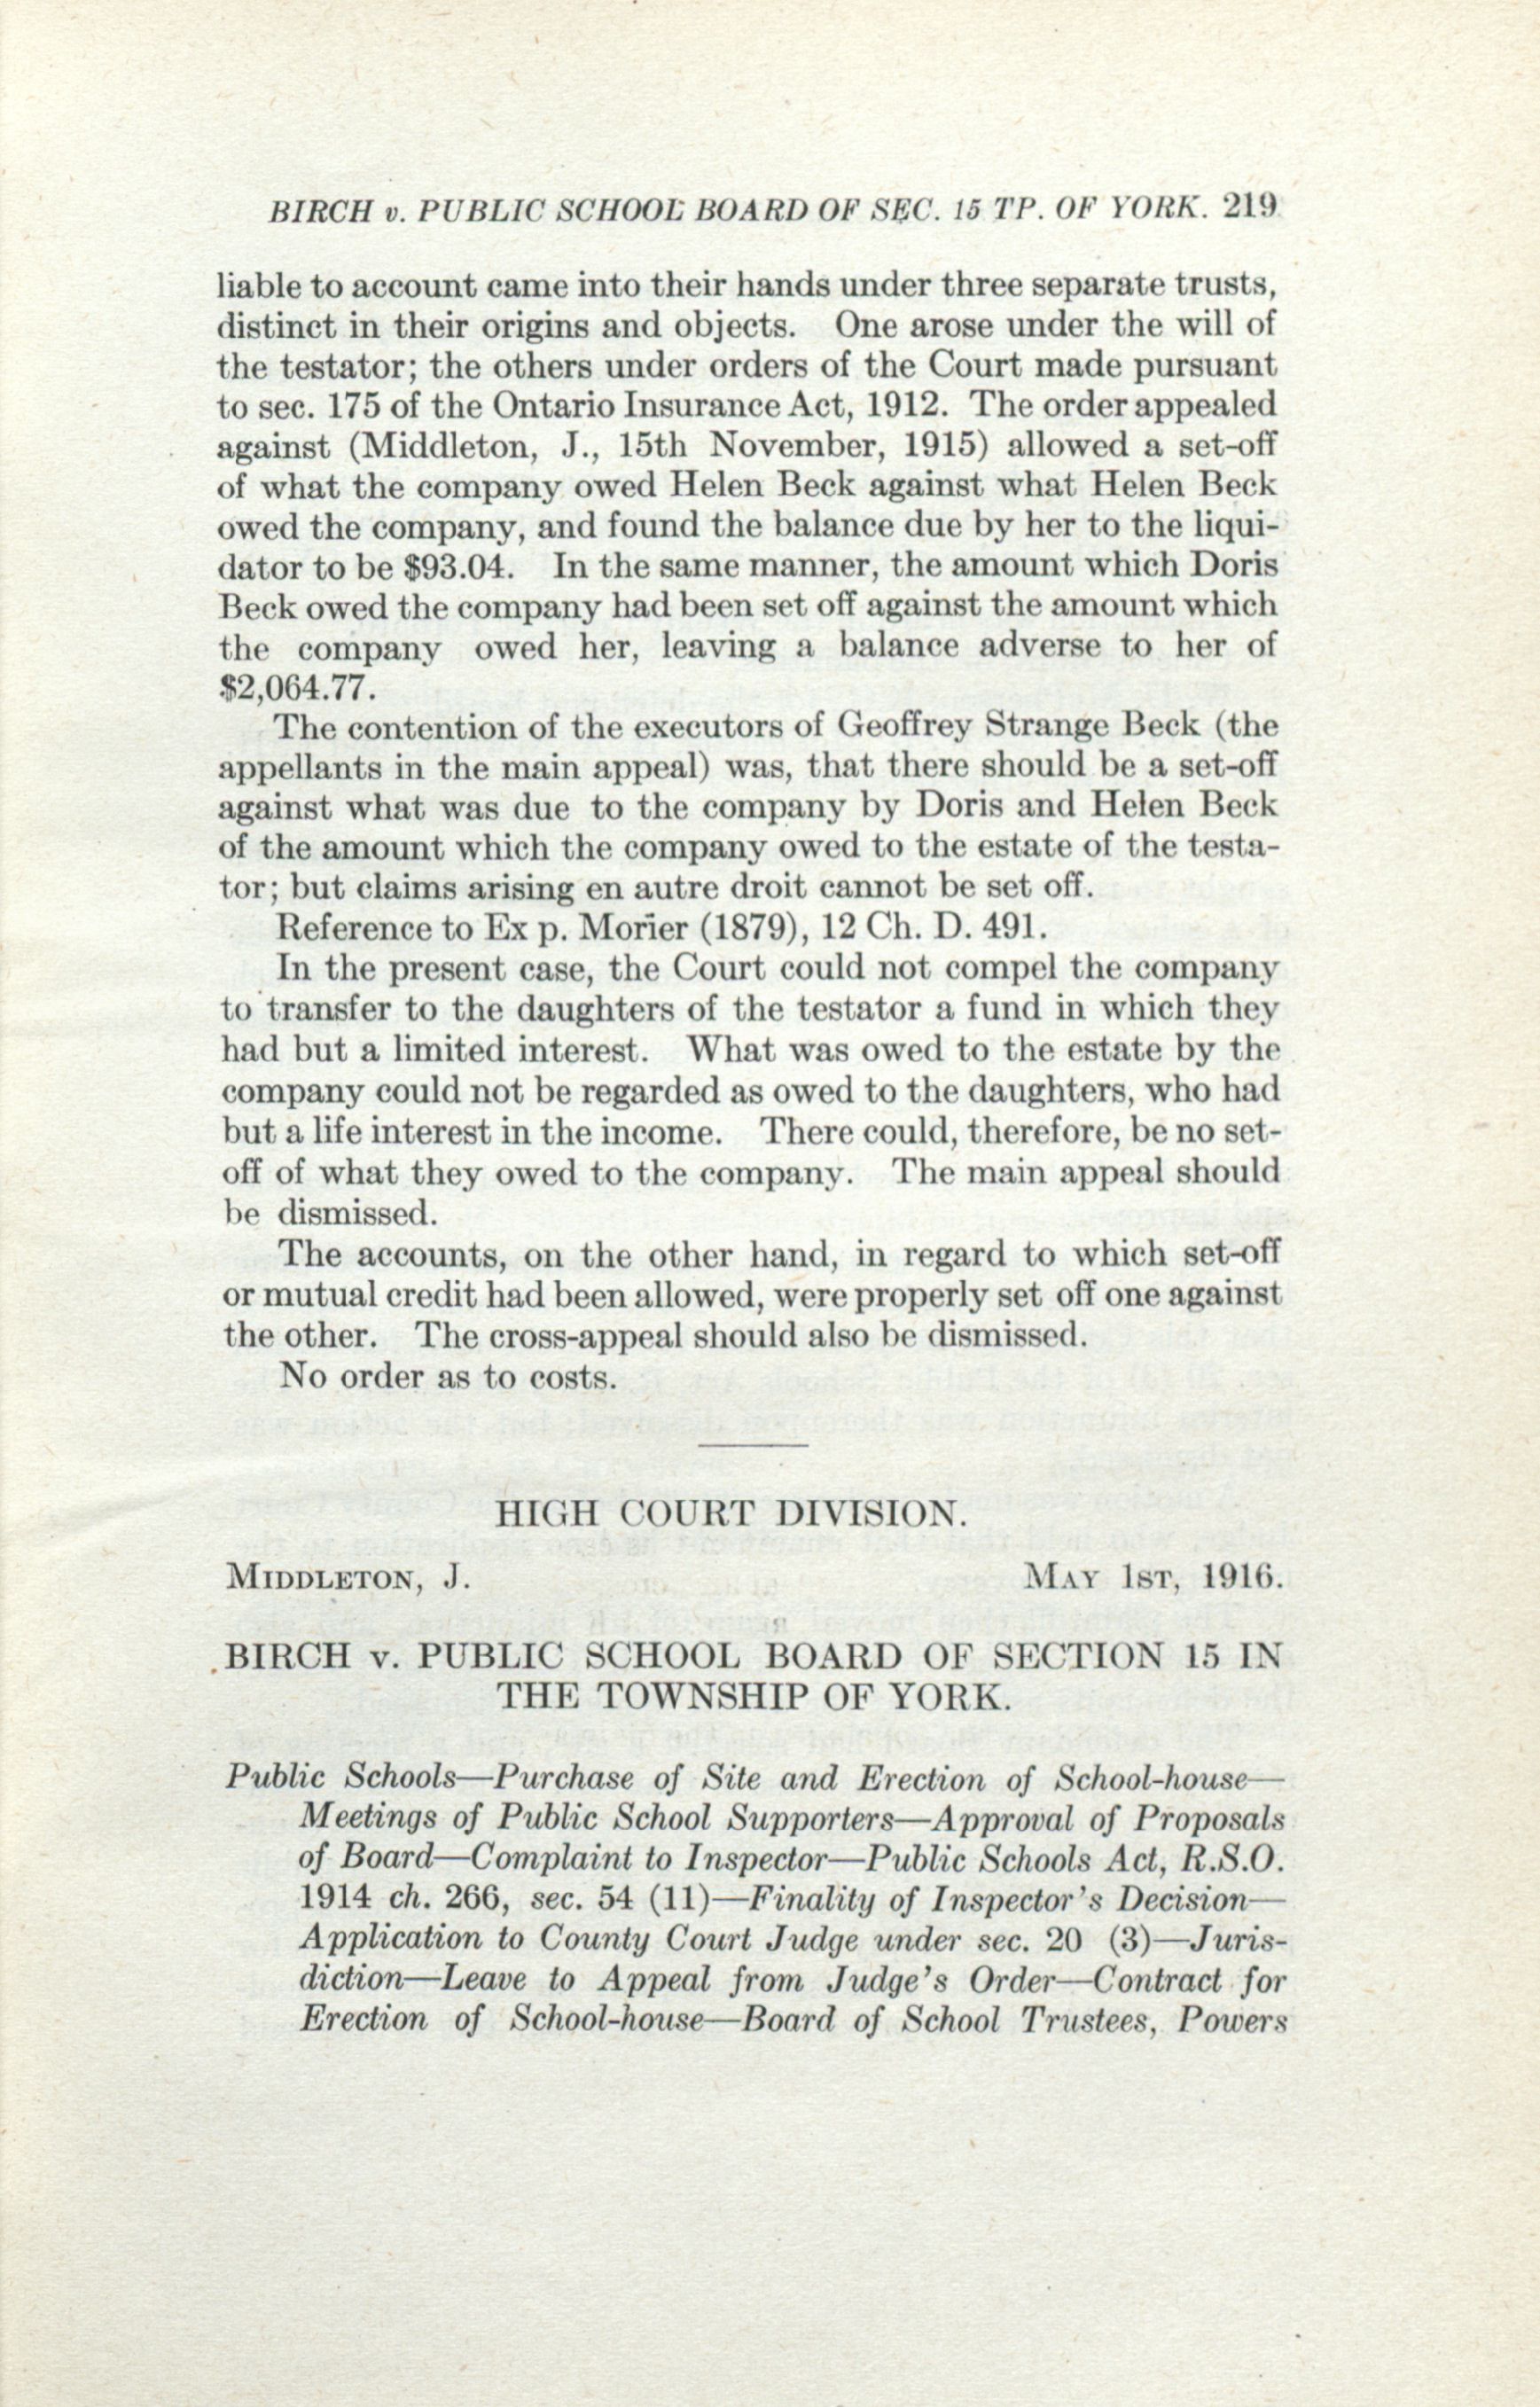 BIRCH v. PUBLIC SCHOOL BOARD OF SEC. 15 TP. OF YORK. 219
liable to account came into their hands under three separate trusts,
distinct in their origins and objects. One arose under the will of
the testator; the others under orders of the Court made pursuant
to sec. 175 of the Ontario Insurance Act, 1912. The order appealed
against (Middleton, J., 15th November, 1915) allowed a set-off
of what the company owed Helen Beck against what Helen Beck
owed the company, and found the balance due by her to the liqui-
dator to be $93.04. In the same manner, the amount which Doris
Beck owed the company had been set off against the amount which
the company owed her, leaving a balance adverse to her of
$2,064.77.
The contention of the executors of Geoffrey Strange Beck (the
appellants in the main appeal) was, that there should be a set-off
against what was due to the company by Doris and Helen Beck
of the amount which the company owed to the estate of the testa-
tor; but claims arising en autre droit cannot be set off.
Reference to Ex p. Morier (1879), 12 Ch. D. 491.
In the present case, the Court could not compel the company
to transfer to the daughters of the testator a fund in which they
had but a limited interest. What was owed to the estate by the
company could not be regarded as owed to the daughters, who had
but a life interest in the income. There could, therefore, be no set-
off of what they owed to the company. The main appeal should
be dismissed.
The accounts, on the other hand, in regard to which set-off
or mutual credit had been allowed, were properly set off one against
the other. The cross-appeal should also be dismissed.
No order as to costs.
HIGH COURT DIVISION.
MIDDLETON, J. MAY 1ST, 1916.
BIRCH v. PUBLIC SCHOOL BOARD OF SECTION 15 IN
THE TOWNSHIP OF YORK.
Public Schools—Purchase of Site and Erection of School-house—
Meetings of Public School Supporters—Approval of Proposals
of Board—Complaint to Inspector—Public Schools Act, R.S.O.
1914 ch. 266, sec. 54 (11)—Finality of Inspector's Decision—
Application to County Court Judge under sec. 20 (3)—Juris-
diction—Leave to Appeal from Judge's Order—Contract for
Erection of School-house—Board of School Trustees, Powers